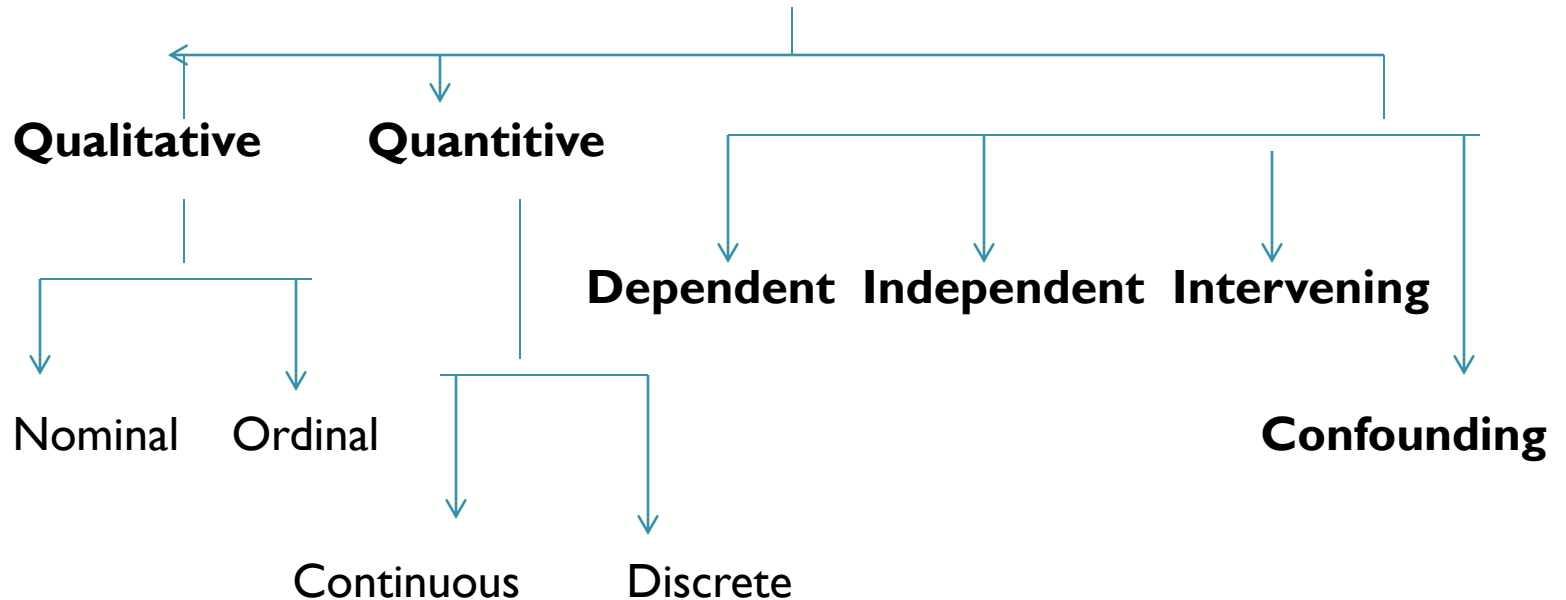 Qualitative Quantitive
Dependent Independent Intervening
Nominal Ordinal Confounding
Continuous Discrete